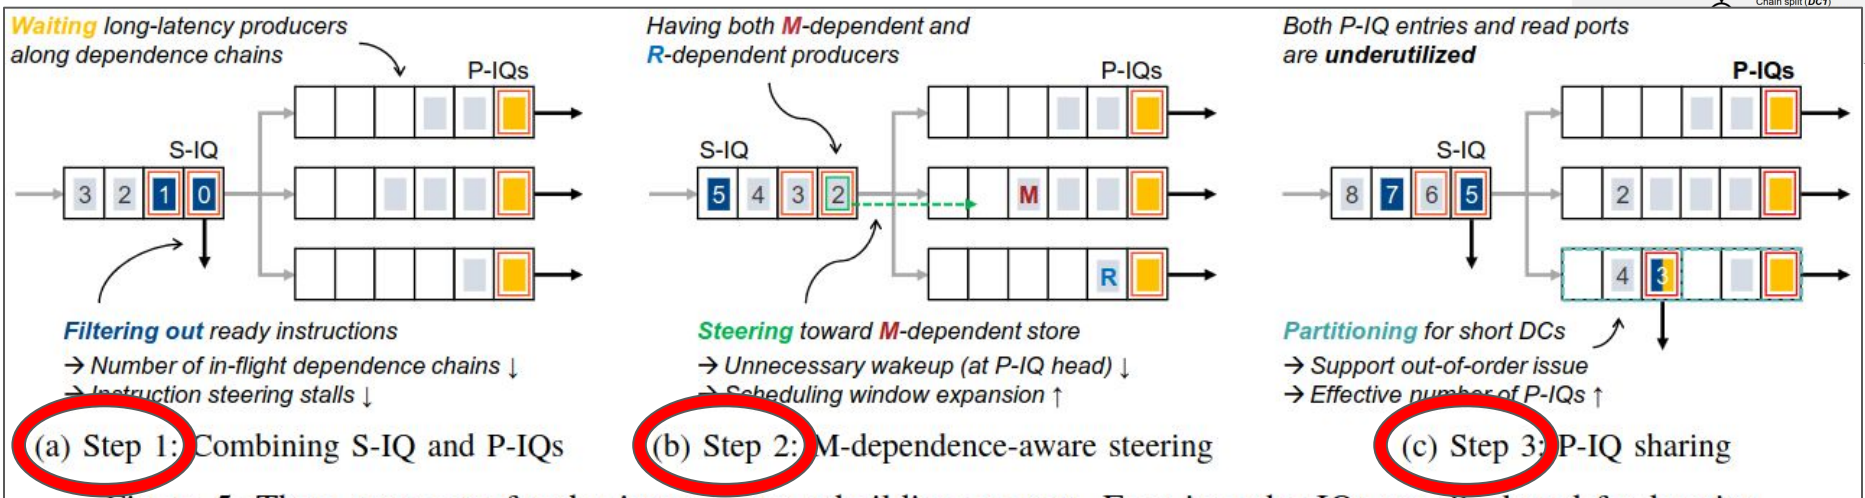 Chain split (DC1)
Waiting long-latency producers
along dependence chains
P-IQs
S-IQ
3 2 1 0
Filtering out ready instructions
→ Number of in-flight dependence chains ↓
→ Instruction steering stalls ↓
(a) Step 1: Combining S-IQ and P-IQs
Having both M-dependent and
R-dependent producers
P-IQs
S-IQ
5 4 3 2
M
R
Steering toward M-dependent store
→ Unnecessary wakeup (at P-IQ head) ↓
→ Scheduling window expansion ↑
(b) Step 2: M-dependence-aware steering
Both P-IQ entries and read ports
are underutilized
P-IQs
S-IQ
8 7 6 5
2
4 3
Partitioning for short DCs
→ Support out-of-order issue
→ Effective number of P-IQs ↑
(c) Step 3: P-IQ sharing